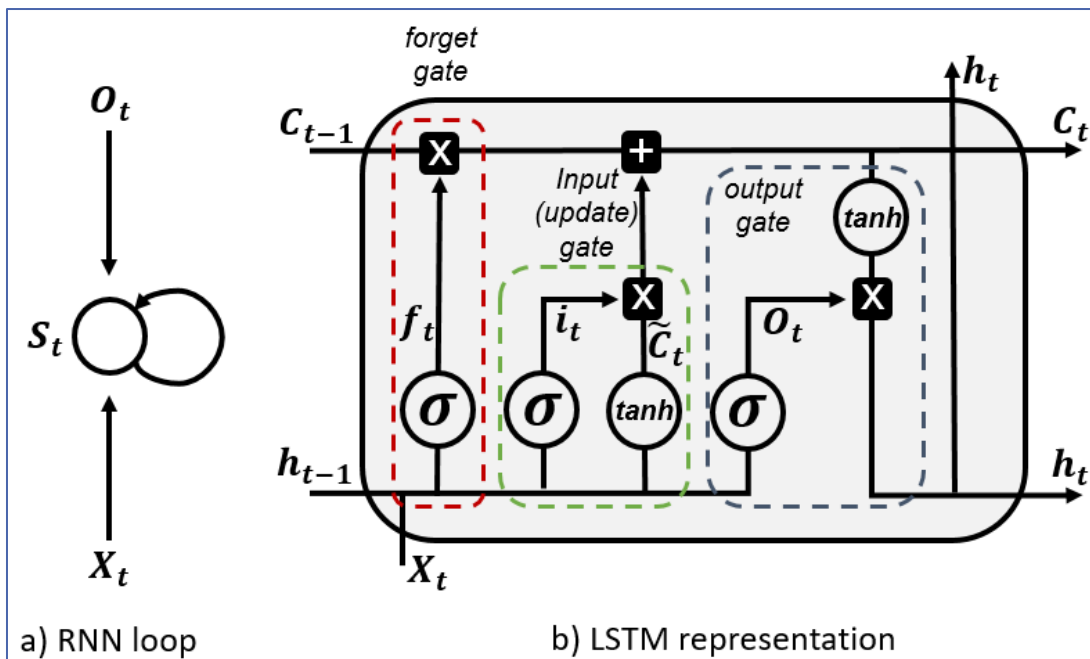 forget
gate
O_t
S_t
X_t
a) RNN loop
h_t
C_{t-1}
C_t
X
+
Input
(update)
gate
output
gate
tanh
f_t
i_t
X
C̃_t
O_t
X
σ
σ
tanh
σ
h_{t-1}
h_t
X_t
b) LSTM representation